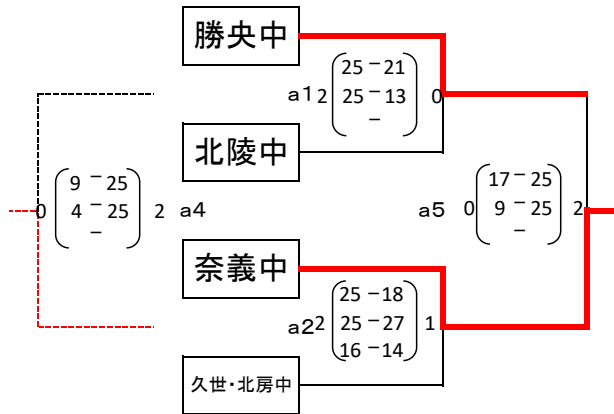 勝央中
a1 2 25-21 0
25-13
-
北陵中
0 9-25 2 a4
4-25
-
a5 0 17-25 2
9-25
-
奈義中
a2 2 25-18 1
25-27
16-14
久世・北房中